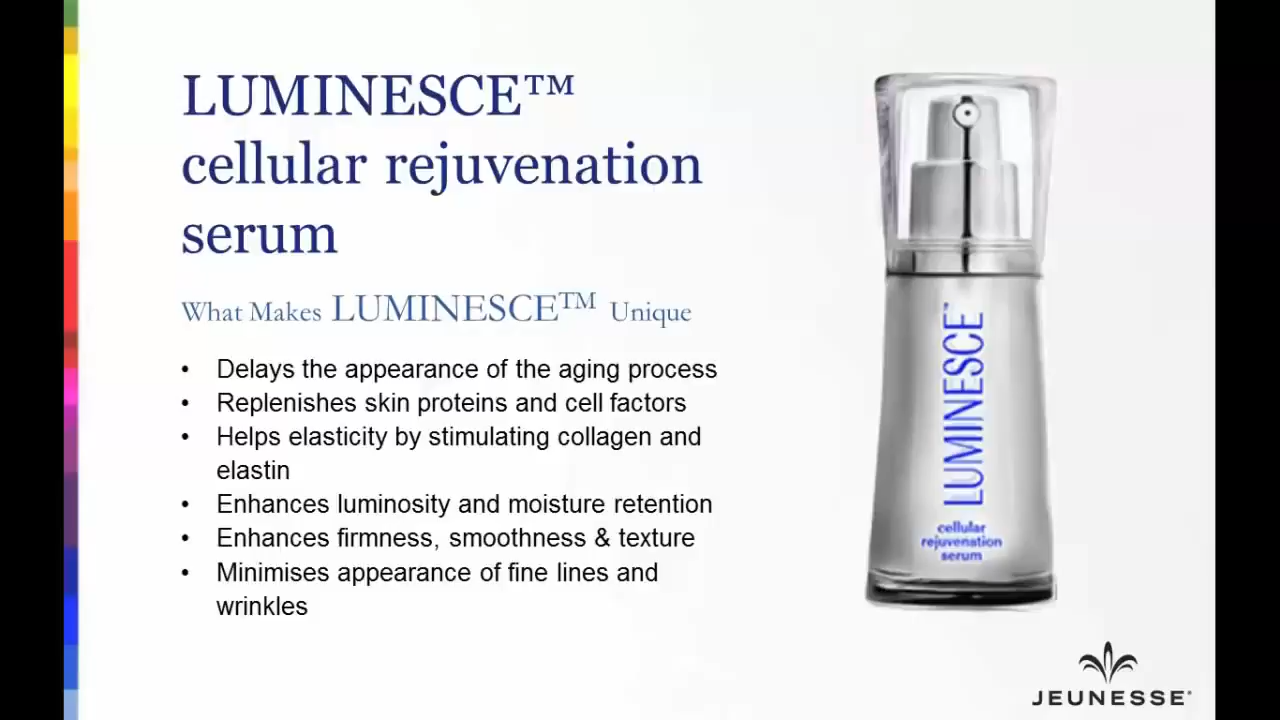 LUMINESCE™
cellular rejuvenation
serum
What Makes LUMINESCE™ Unique
• Delays the appearance of the aging process
• Replenishes skin proteins and cell factors
• Helps elasticity by stimulating collagen and
elastin
• Enhances luminosity and moisture retention
• Enhances firmness, smoothness & texture
• Minimises appearance of fine lines and
wrinkles
LUMINESCE™
cellular
rejuvenation
serum
JEUNESSE®